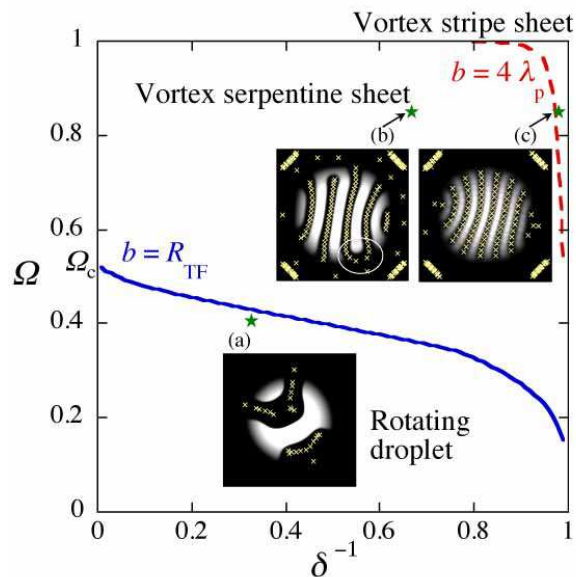 Vortex stripe sheet
1
b = 4 λp
Vortex serpentine sheet
0.8
(b)
(c)
0.6
Ωc
b = RTF
Ω
0.4
(a)
0.2
Rotating
droplet
0
0
0.2
0.4
0.6
0.8
1
δ⁻¹